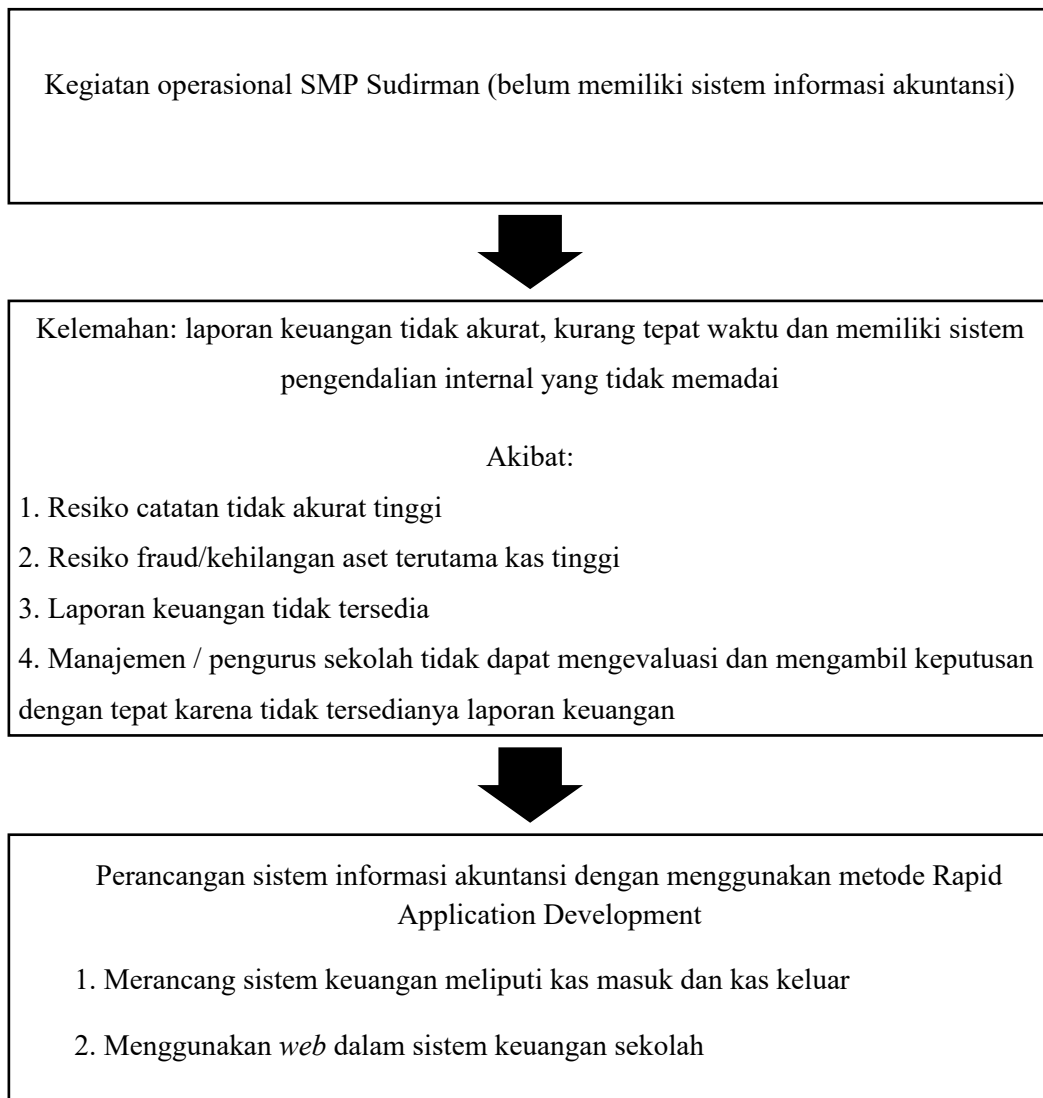 Kegiatan operasional SMP Sudirman (belum memiliki sistem informasi akuntansi)
Kelemahan: laporan keuangan tidak akurat, kurang tepat waktu dan memiliki sistem
pengendalian internal yang tidak memadai
Akibat:
1. Resiko catatan tidak akurat tinggi
2. Resiko fraud/kehilangan aset terutama kas tinggi
3. Laporan keuangan tidak tersedia
4. Manajemen / pengurus sekolah tidak dapat mengevaluasi dan mengambil keputusan
dengan tepat karena tidak tersedianya laporan keuangan
Perancangan sistem informasi akuntansi dengan menggunakan metode Rapid
Application Development
1. Merancang sistem keuangan meliputi kas masuk dan kas keluar
2. Menggunakan web dalam sistem keuangan sekolah